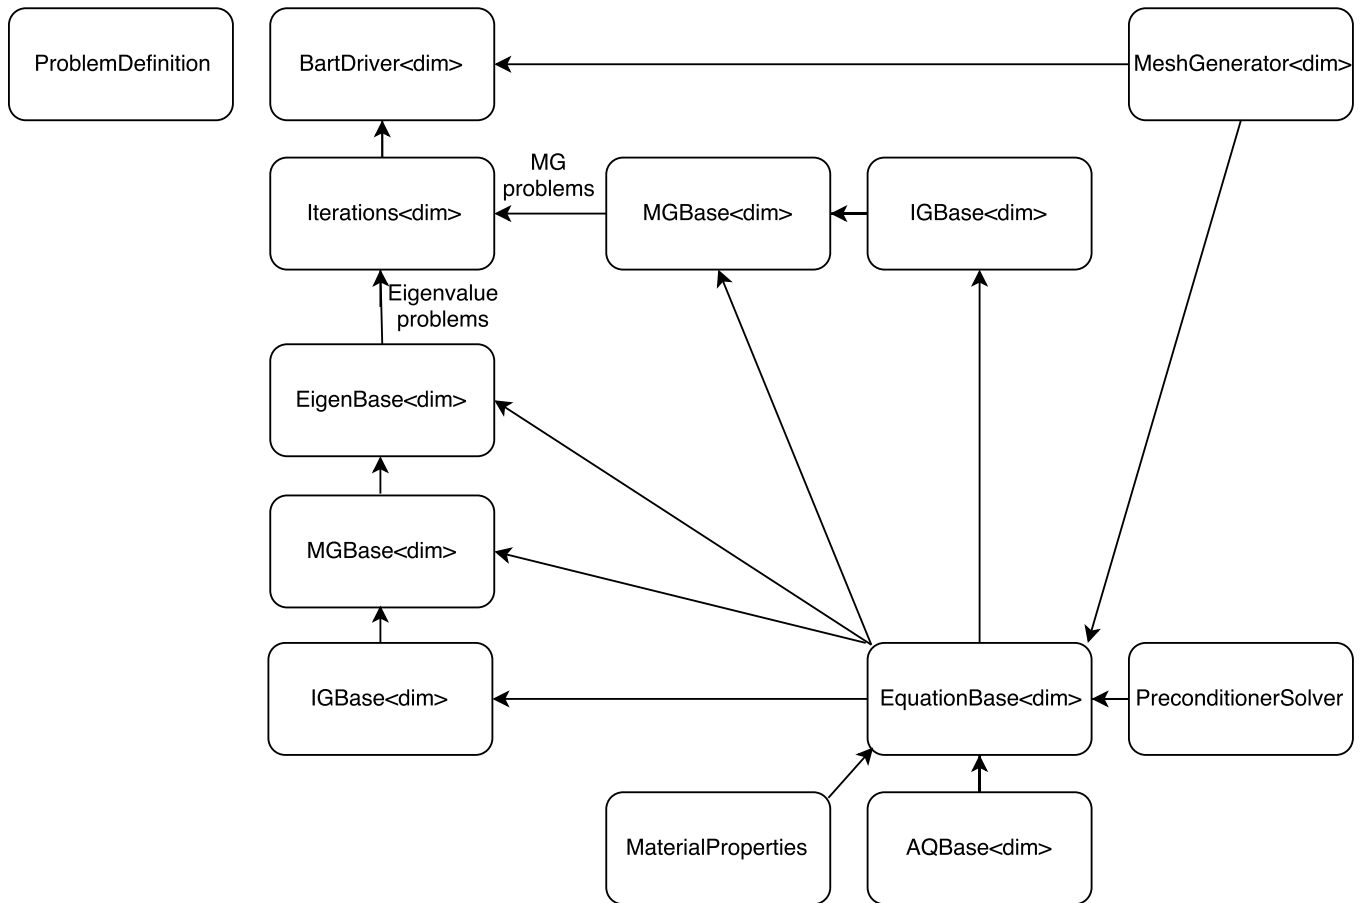 ProblemDefinition
BartDriver<dim>
MeshGenerator<dim>
MG
problems
Iterations<dim>
MGBase<dim>
IGBase<dim>
Eigenvalue
problems
EigenBase<dim>
MGBase<dim>
IGBase<dim>
EquationBase<dim>
PreconditionerSolver
MaterialProperties
AQBase<dim>